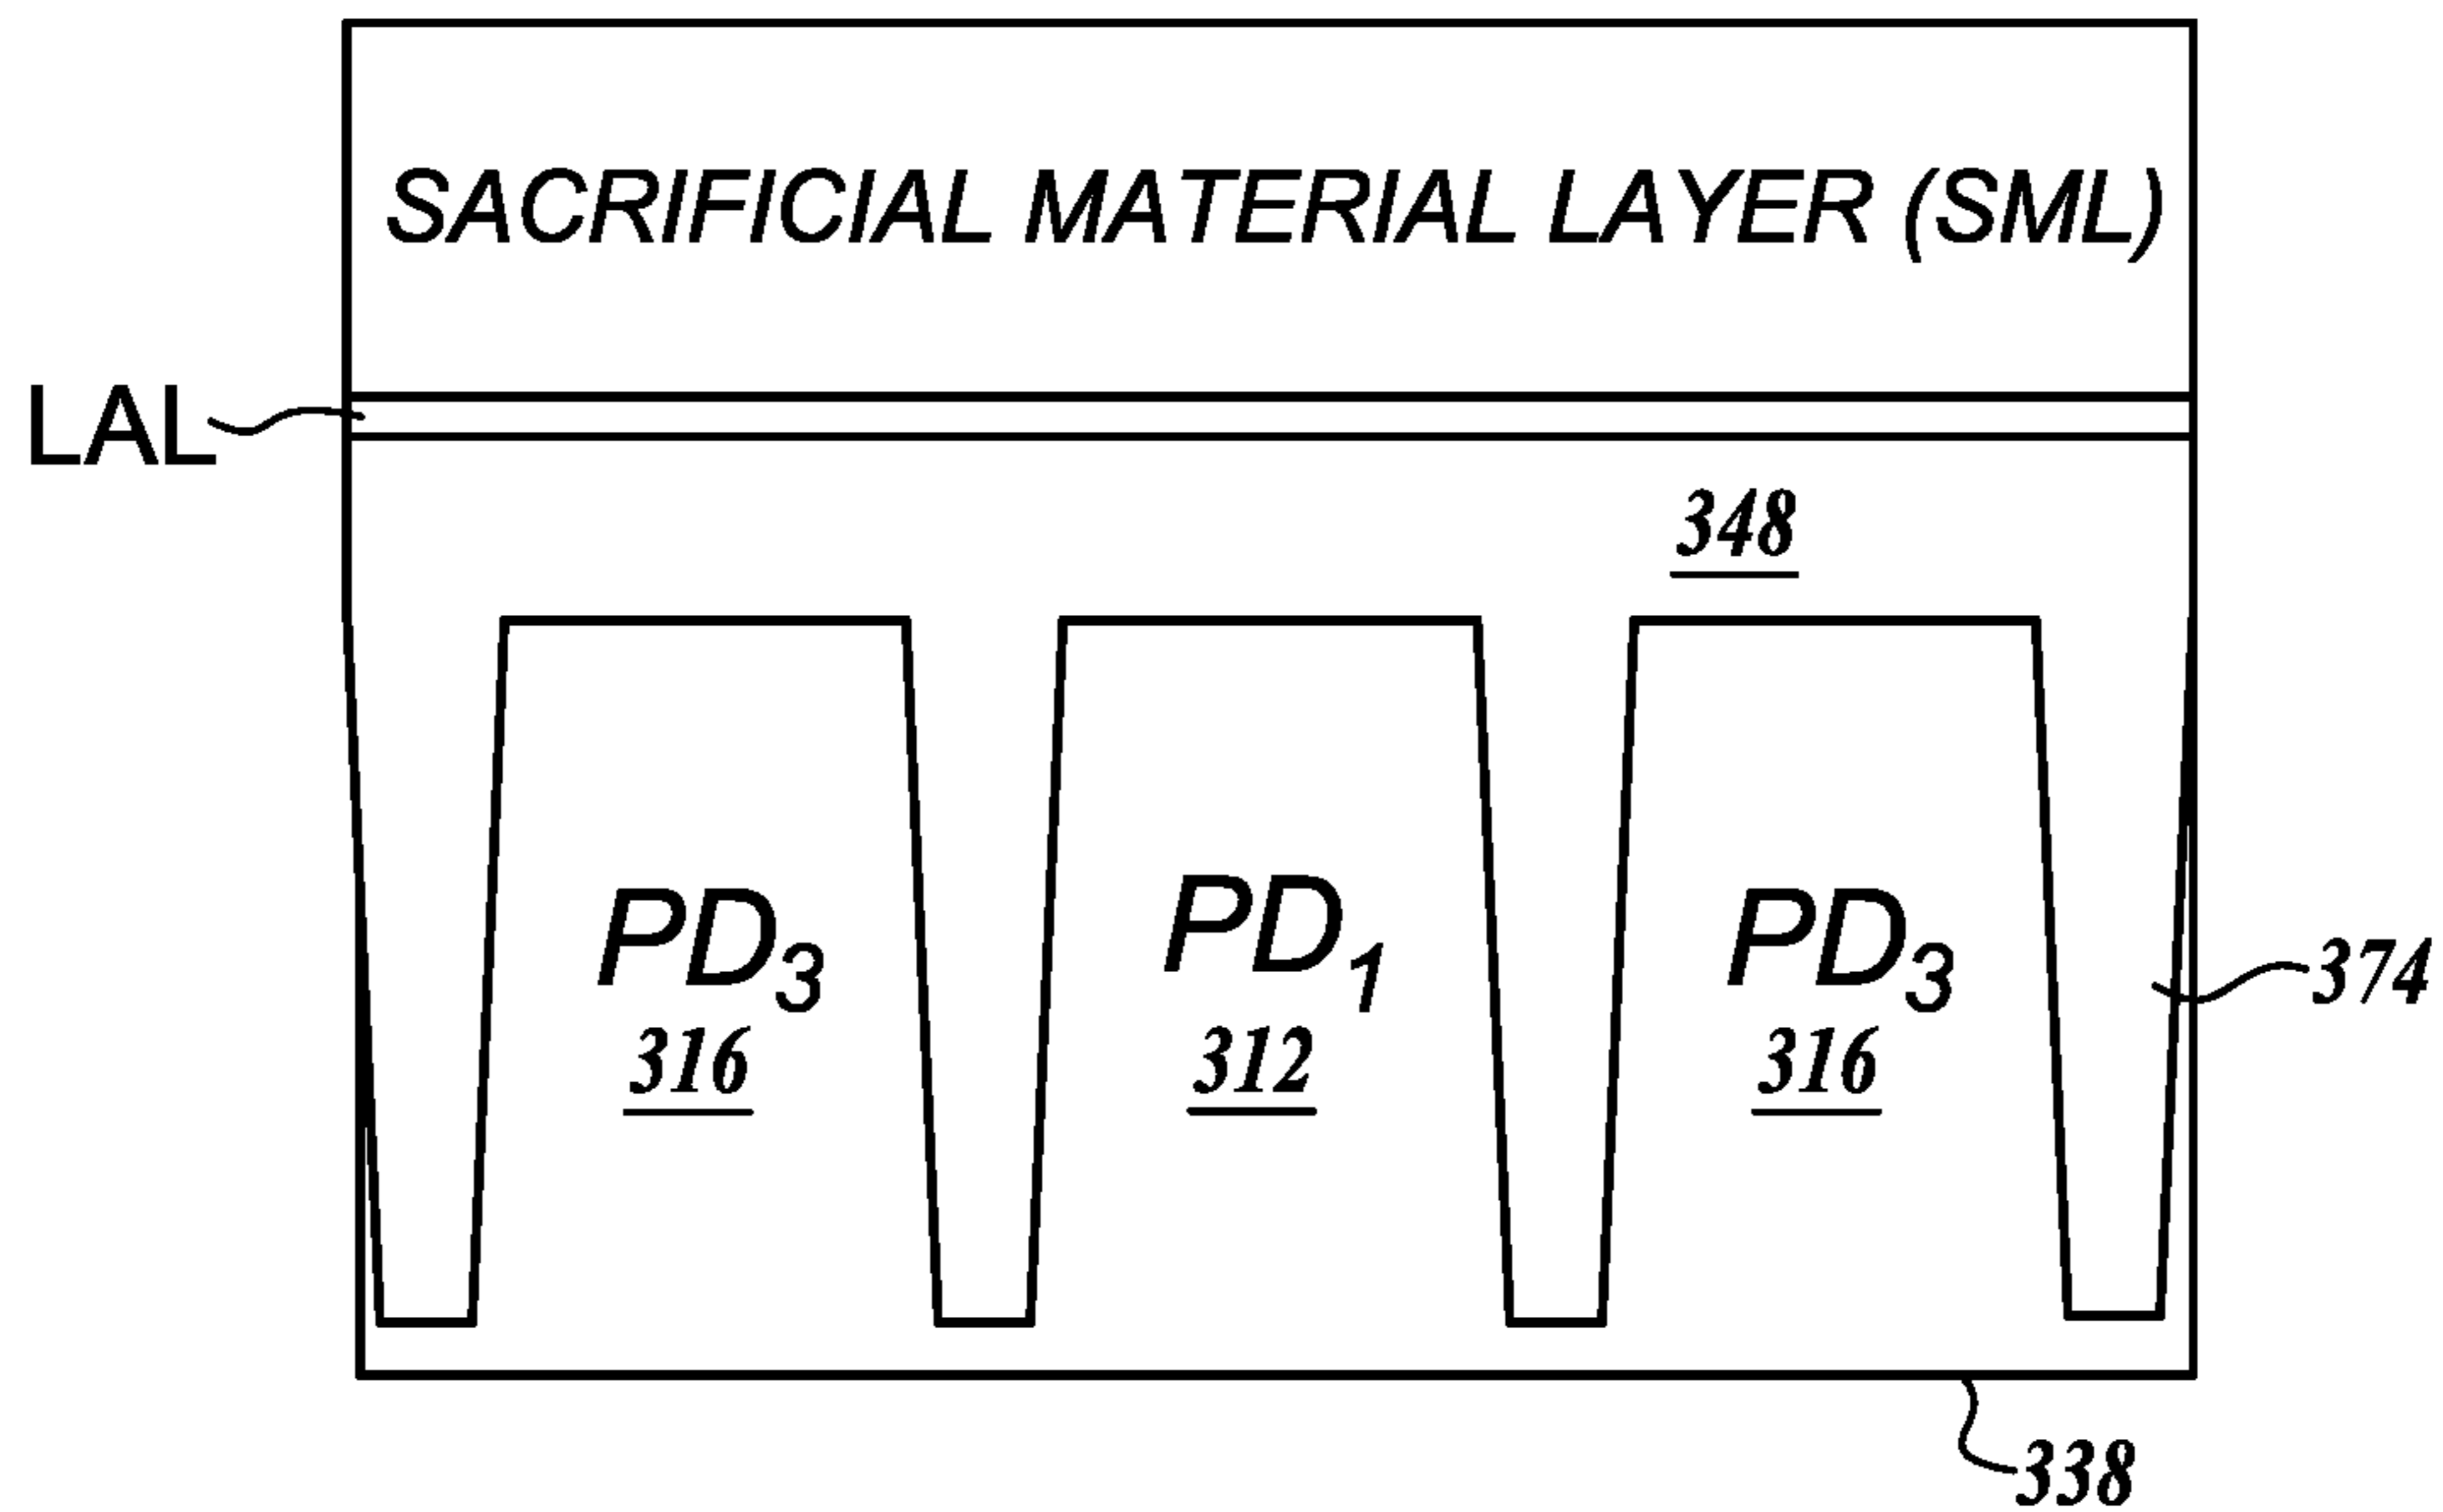 SACRIFICIAL MATERIAL LAYER (SML)
LAL
348
PD3 PD1 PD3
316 312 316
374
338